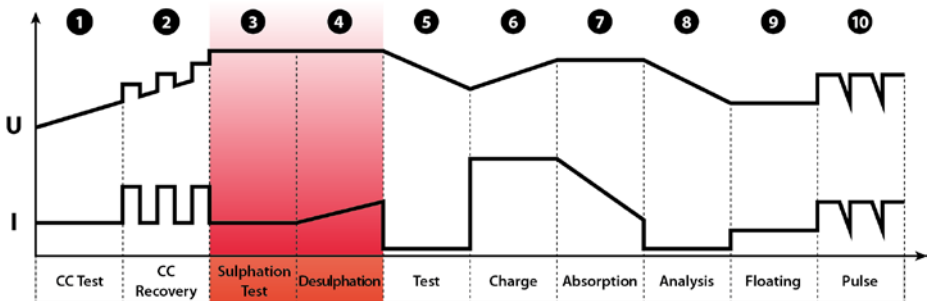 1 2 3 4 5 6 7 8 9 10
U
I
CC Test
CC
Recovery
Sulphation
Test
Desulphation
Test
Charge
Absorption
Analysis
Floating
Pulse